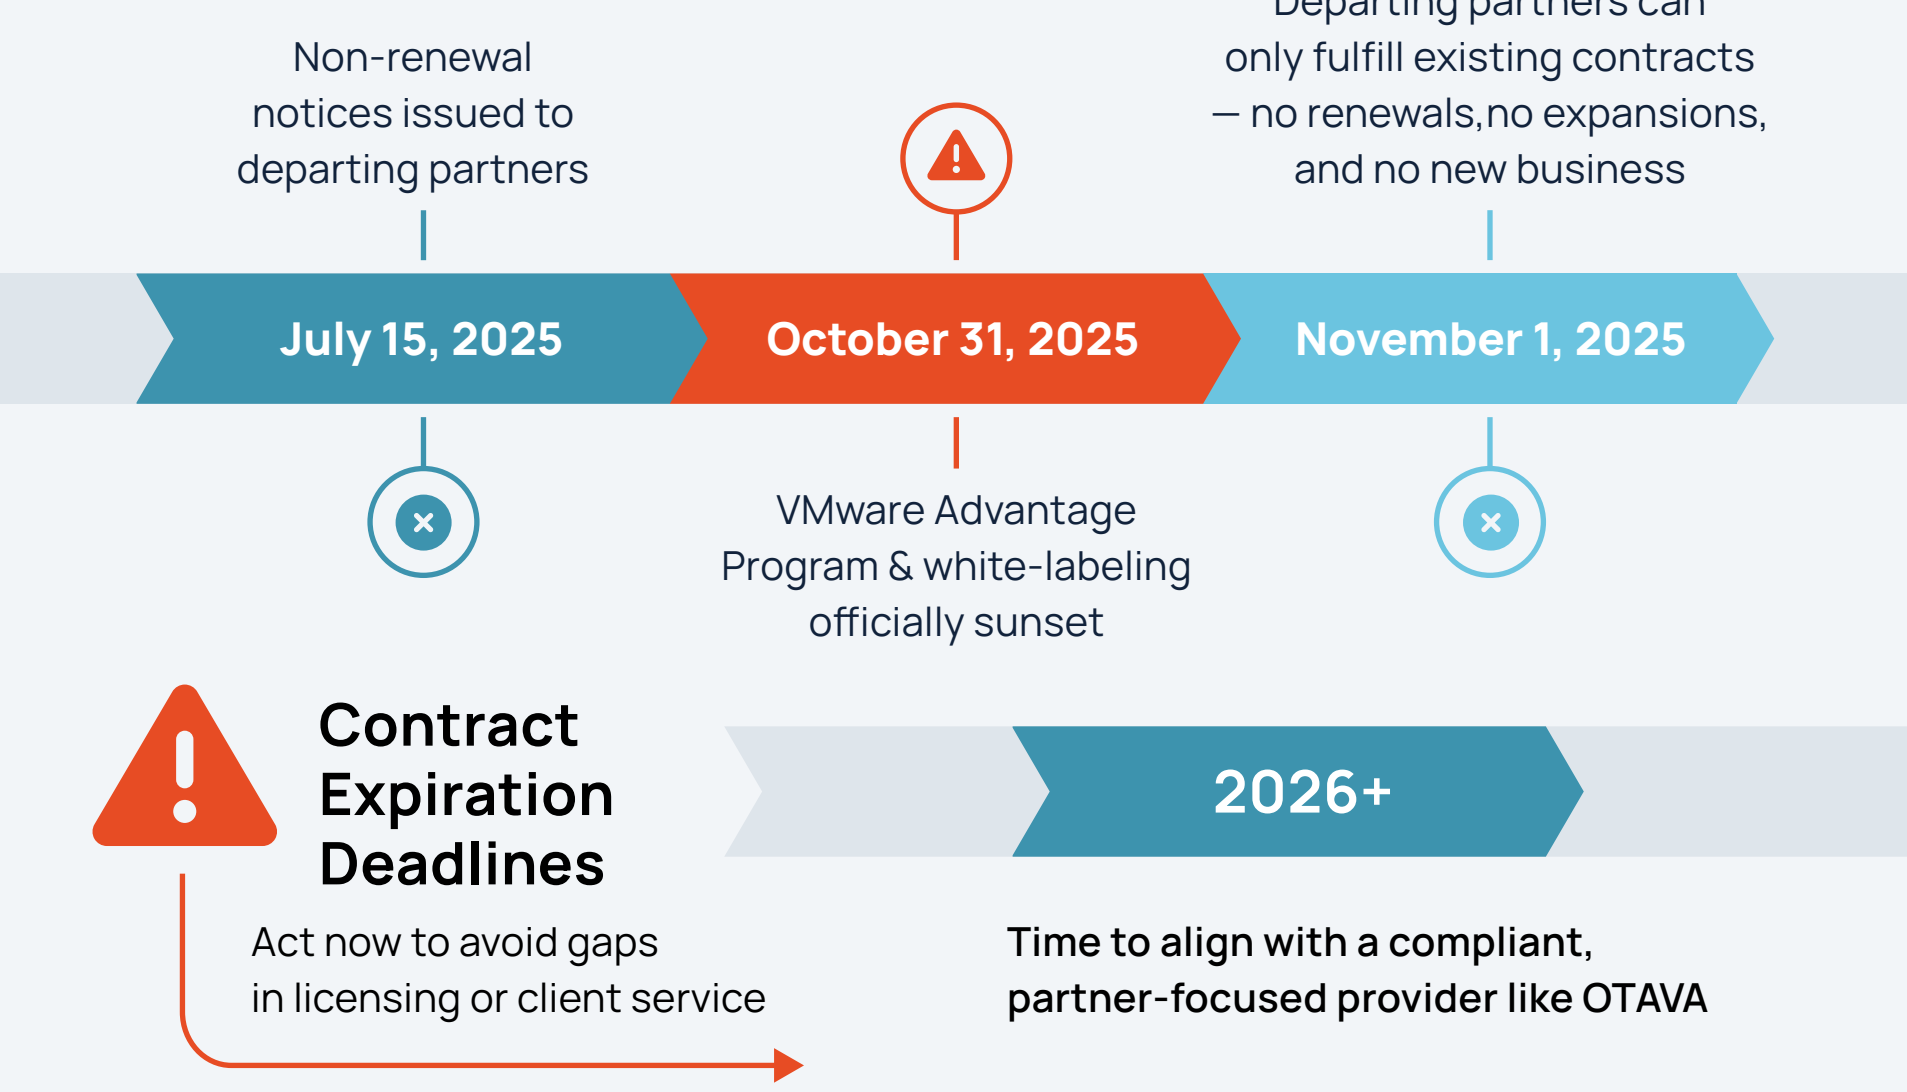 Non-renewal
notices issued to
departing partners
Departing partners can
only fulfill existing contracts
— no renewals,no expansions,
and no new business
July 15, 2025
October 31, 2025
November 1, 2025
VMware Advantage
Program & white-labeling
officially sunset
Contract
Expiration
Deadlines
Act now to avoid gaps
in licensing or client service
2026+
Time to align with a compliant,
partner-focused provider like OTAVA